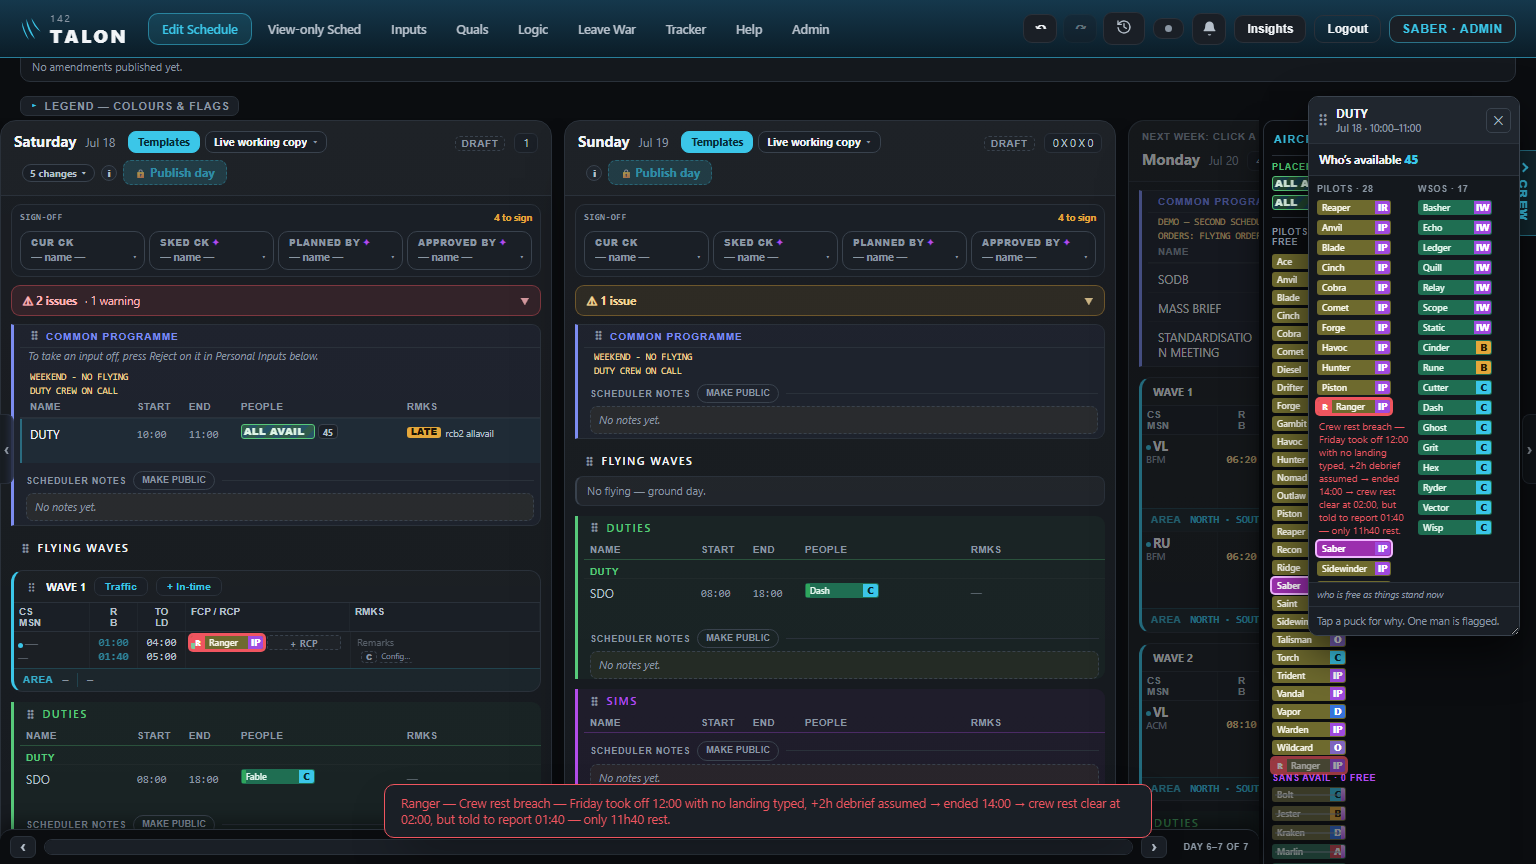 142
TALON
Edit Schedule
View-only Sched
Inputs
Quals
Logic
Leave War
Tracker
Help
Admin
Insights
Logout
SABER · ADMIN
No amendments published yet.
LEGEND — COLOURS & FLAGS
Saturday Jul 18
Templates
Live working copy
DRAFT
1
5 changes
i
Publish day
SIGN-OFF
4 to sign
CUR CK
— name —
SKED CK
— name —
PLANNED BY
— name —
APPROVED BY
— name —
2 issues · 1 warning
COMMON PROGRAMME
To take an input off, press Reject on it in Personal Inputs below.
WEEKEND - NO FLYING
DUTY CREW ON CALL
NAME START END PEOPLE RMKS
DUTY 10:00 11:00 ALL AVAIL 45 LATE rcb2 allavail
SCHEDULER NOTES MAKE PUBLIC
No notes yet.
FLYING WAVES
WAVE 1 Traffic + In-time
CS R TO FCP / RCP RMKS
MSN B LD
— 01:00 04:00 R Ranger IP + RCP Remarks
— 01:40 05:00 C Config...
AREA — —
DUTIES
NAME START END PEOPLE RMKS
DUTY
SDO 08:00 18:00 Fable C —
SCHEDULER NOTES MAKE PUBLIC
Sunday Jul 19
Templates
Live working copy
DRAFT
0X0X0
i
Publish day
SIGN-OFF
4 to sign
CUR CK
— name —
SKED CK
— name —
PLANNED BY
— name —
APPROVED BY
— name —
1 issue
COMMON PROGRAMME
WEEKEND - NO FLYING
DUTY CREW ON CALL
SCHEDULER NOTES MAKE PUBLIC
No notes yet.
FLYING WAVES
No flying — ground day.
DUTIES
NAME START END PEOPLE RMKS
DUTY
SDO 08:00 18:00 Dash C —
SCHEDULER NOTES MAKE PUBLIC
No notes yet.
SIMS
NAME START END PEOPLE RMKS
SCHEDULER NOTES MAKE PUBLIC
No notes yet.
NEXT WEEK: CLICK A
Monday Jul 20
COMMON PROGRA
DEMO — SECOND SCHEDU
ORDERS: FLYING ORDER
NAME
SODB
MASS BRIEF
STANDARDISATIO
N MEETING
WAVE 1
CS R
MSN B
VL
BFM 06:20
AREA NORTH · SOUT
RU
BFM 06:20
AREA NORTH · SOUT
WAVE 2
CS R
MSN B
VL
ACM 08:10
AREA NORTH · SOUT
DUTIES
AIRC
PLACE
ALL A
ALL
PILOTS
FREE
Ace
Anvil
Blade
Cinch
Cobra
Comet
Diesel
Drifter
Forge
Gambit
Havoc
Hunter
Nomad
Outlaw
Piston
Reaper
Recon
Ridge
Saber
Saint
Sidewin
Talisman O
Torch C
Trident IP
Vandal IP
Vapor D
Warden IP
Wildcard O
R Ranger IP
SANS AVAIL · 0 FREE
Bolt C
Jester B
Kraken D
Marlin A
CREW
DUTY
Jul 18 · 10:00–11:00
Who's available 45
PILOTS · 28
Reaper IR
Anvil IP
Blade IP
Cinch IP
Cobra IP
Comet IP
Forge IP
Havoc IP
Hunter IP
Piston IP
R Ranger IP
Crew rest breach —
Friday took off 12:00
with no landing
typed, +2h debrief
assumed → ended
14:00 → crew rest
clear at 02:00, but
told to report 01:40
— only 11h40 rest.
Saber IP
Sidewinder IP
WSOS · 17
Basher IW
Echo IW
Ledger IW
Quill IW
Relay IW
Scope IW
Static IW
Cinder B
Rune B
Cutter C
Dash C
Ghost C
Grit C
Hex C
Ryder C
Vector C
Wisp C
who is free as things stand now
Tap a puck for why. One man is flagged.
Ranger — Crew rest breach — Friday took off 12:00 with no landing typed, +2h debrief assumed → ended 14:00 → crew rest clear at
02:00, but told to report 01:40 — only 11h40 rest.
DAY 6–7 OF 7